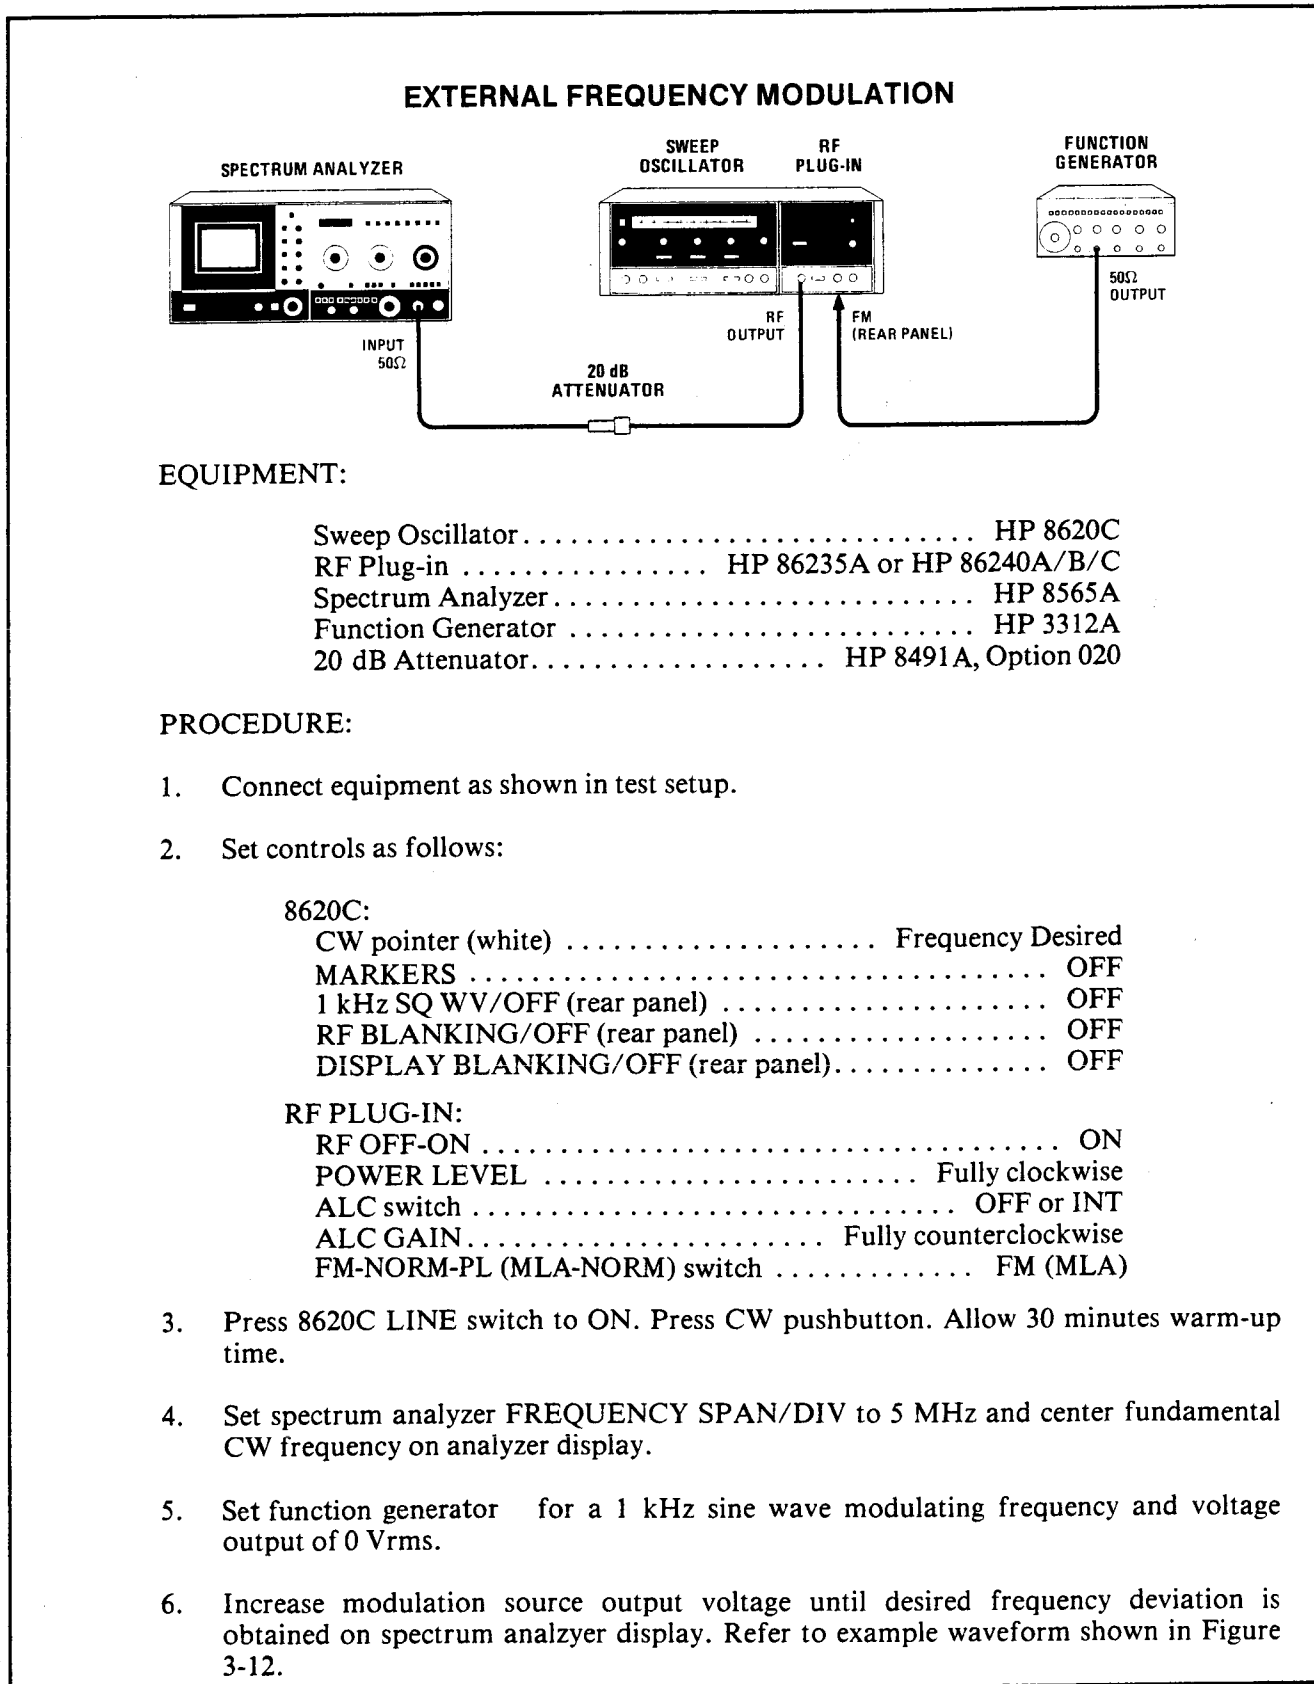 EXTERNAL FREQUENCY MODULATION
SPECTRUM ANALYZER
SWEEP OSCILLATOR
RF PLUG-IN
FUNCTION GENERATOR
INPUT 50Ω
20 dB ATTENUATOR
RF OUTPUT
FM (REAR PANEL)
50Ω OUTPUT
EQUIPMENT:
Sweep Oscillator.............................. HP 8620C
RF Plug-in ................ HP 86235A or HP 86240A/B/C
Spectrum Analyzer............................ HP 8565A
Function Generator ........................... HP 3312A
20 dB Attenuator................... HP 8491A, Option 020
PROCEDURE:
1. Connect equipment as shown in test setup.
2. Set controls as follows:
8620C:
CW pointer (white) ..................... Frequency Desired
MARKERS ...................................... OFF
1 kHz SQ WV/OFF (rear panel) ...................... OFF
RF BLANKING/OFF (rear panel) .................... OFF
DISPLAY BLANKING/OFF (rear panel).............. OFF
RF PLUG-IN:
RF OFF-ON ...................................... ON
POWER LEVEL ......................... Fully clockwise
ALC switch ................................ OFF or INT
ALC GAIN........................ Fully counterclockwise
FM-NORM-PL (MLA-NORM) switch ............. FM (MLA)
3. Press 8620C LINE switch to ON. Press CW pushbutton. Allow 30 minutes warm-up
time.
4. Set spectrum analyzer FREQUENCY SPAN/DIV to 5 MHz and center fundamental
CW frequency on analyzer display.
5. Set function generator for a 1 kHz sine wave modulating frequency and voltage
output of 0 Vrms.
6. Increase modulation source output voltage until desired frequency deviation is
obtained on spectrum analzyer display. Refer to example waveform shown in Figure
3-12.